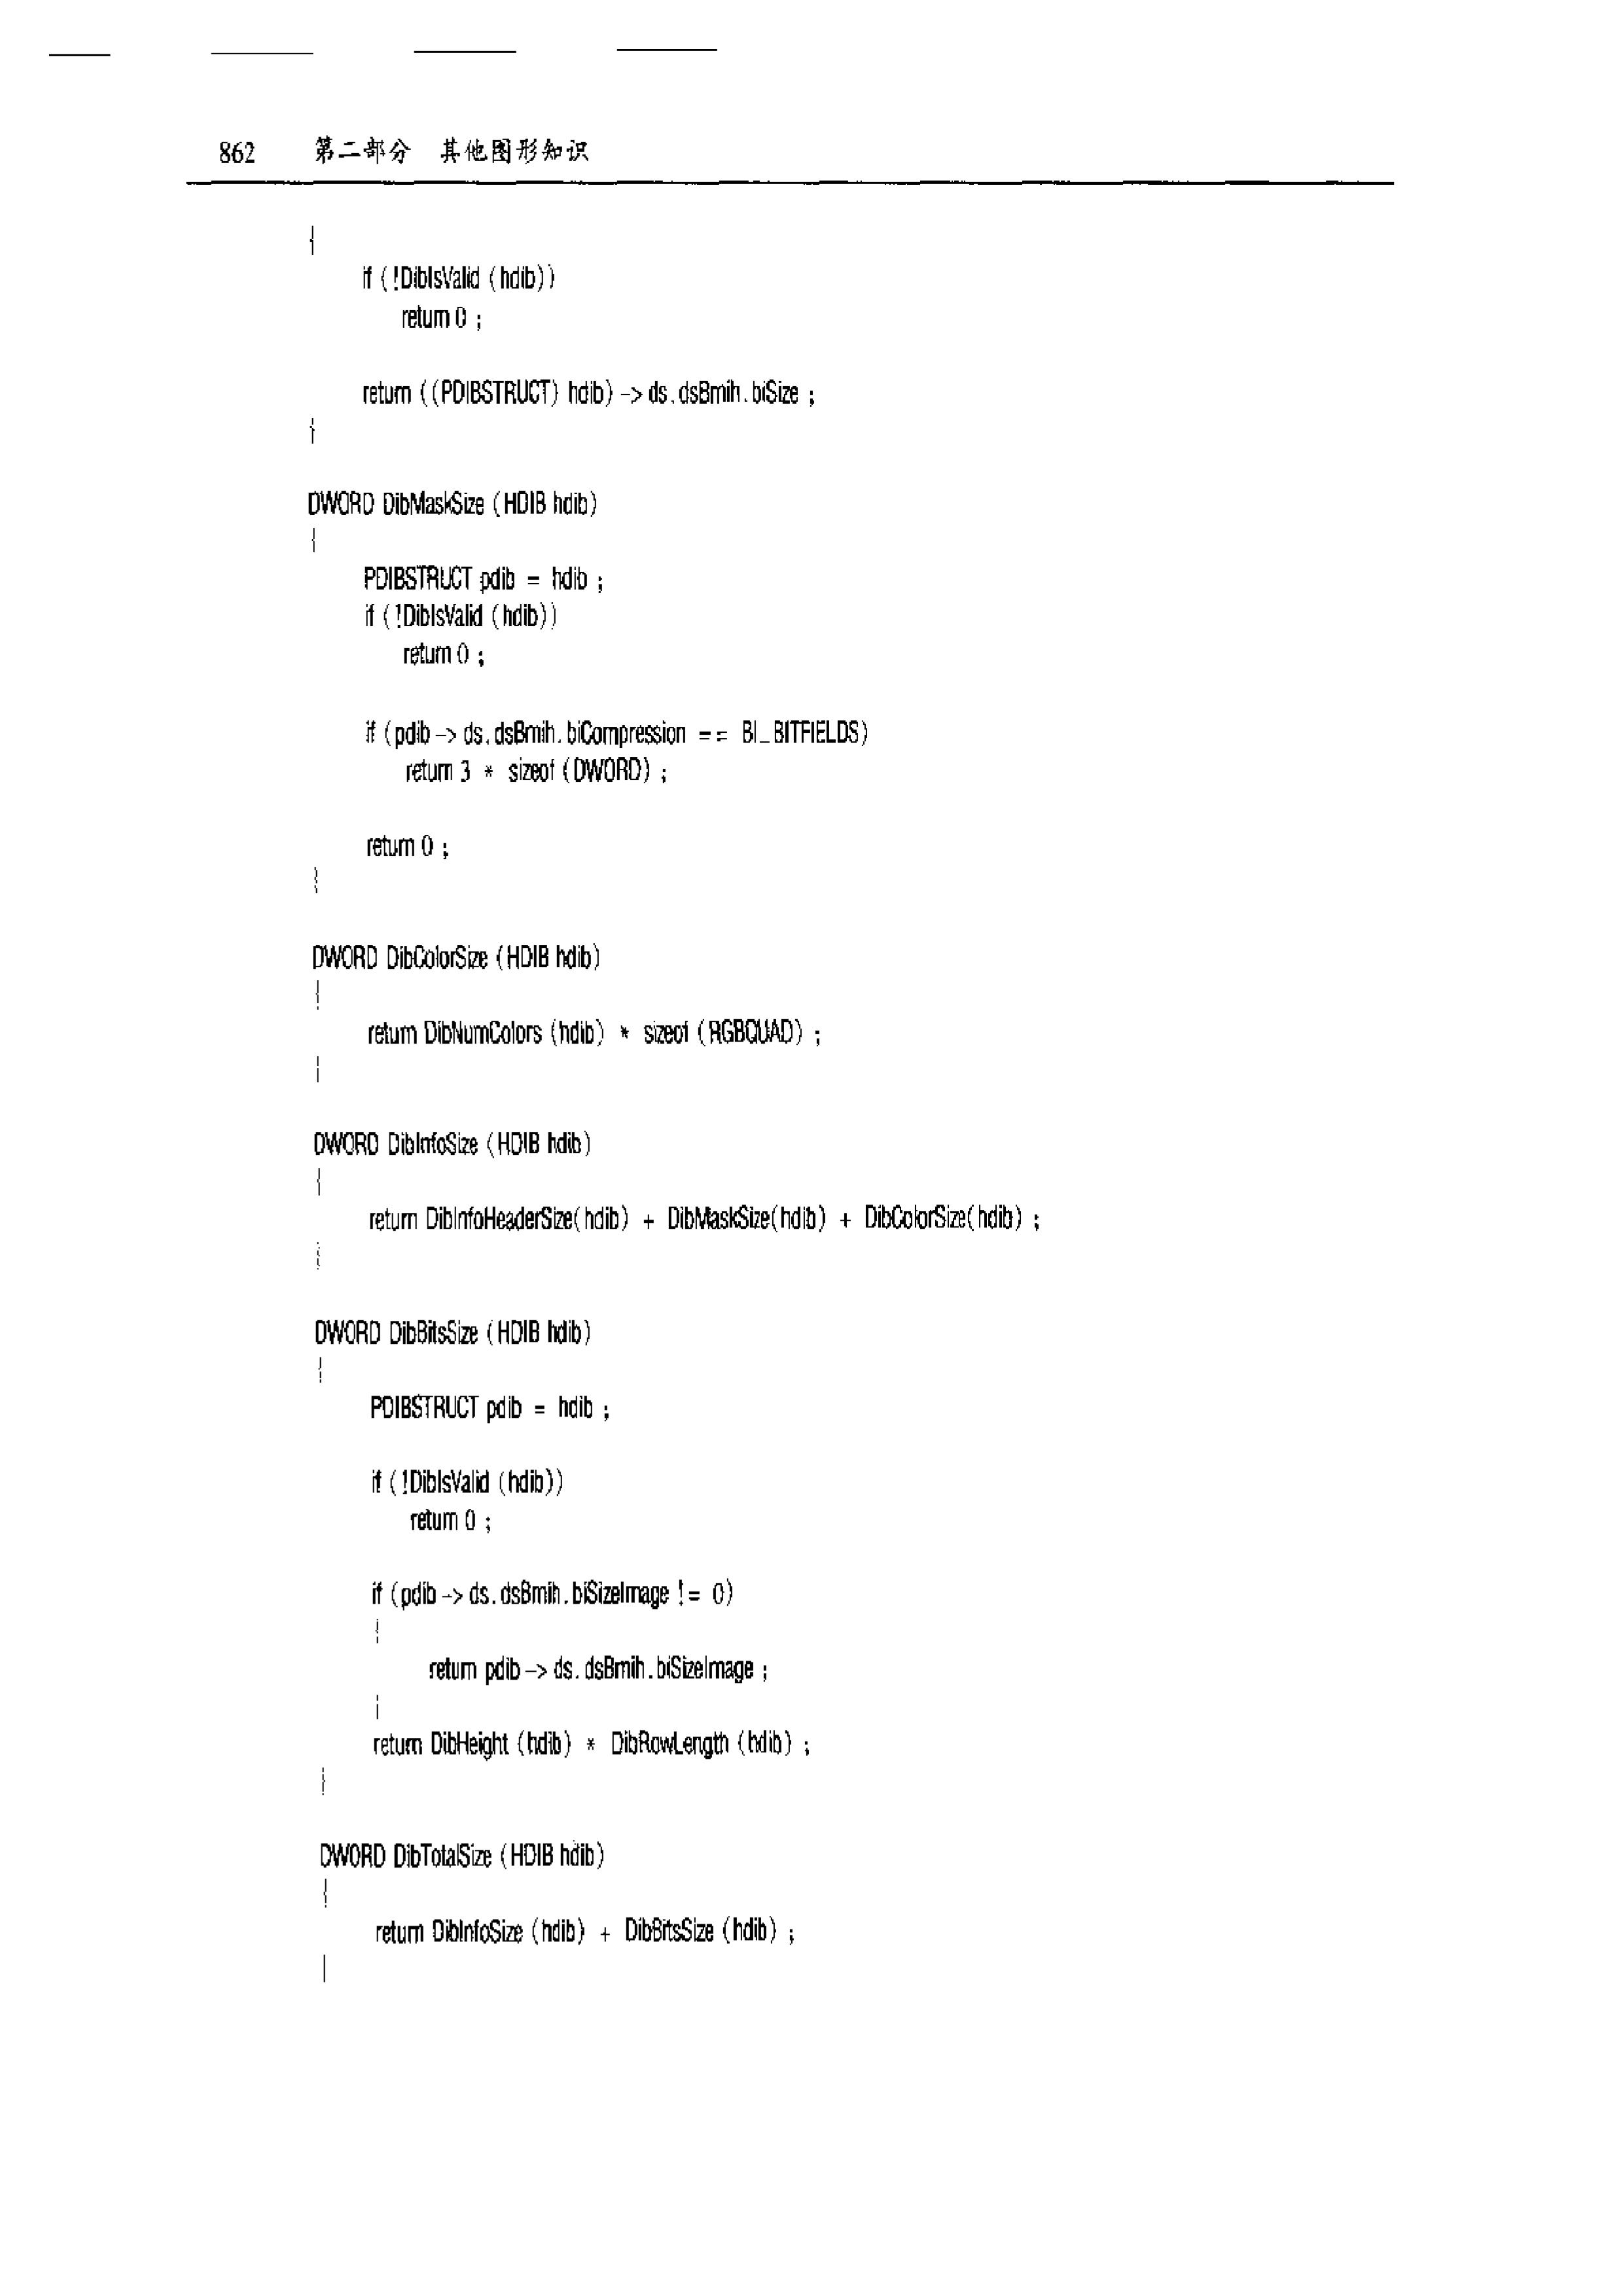 862 第二部分 其他图形知识
{
if (!DibIsValid (hdib))
return 0 ;
return ((PDIBSTRUCT) hdib) -> ds.dsBmih.biSize ;
}
DWORD DibMaskSize (HDIB hdib)
{
PDIBSTRUCT pdib = hdib ;
if (!DibIsValid (hdib))
return 0 ;
if (pdib -> ds.dsBmih.biCompression == BI_BITFIELDS)
return 3 * sizeof (DWORD) ;
return 0 ;
}
DWORD DibColorSize (HDIB hdib)
{
return DibNumColors (hdib) * sizeof (RGBQUAD) ;
}
DWORD DibInfoSize (HDIB hdib)
{
return DibInfoHeaderSize(hdib) + DibMaskSize(hdib) + DibColorSize(hdib) ;
}
DWORD DibBitsSize (HDIB hdib)
{
PDIBSTRUCT pdib = hdib ;
if (!DibIsValid (hdib))
return 0 ;
if (pdib -> ds.dsBmih.biSizeImage != 0)
{
return pdib -> ds.dsBmih.biSizeImage ;
}
return DibHeight (hdib) * DibRowLength (hdib) ;
}
DWORD DibTotalSize (HDIB hdib)
{
return DibInfoSize (hdib) + DibBitsSize (hdib) ;
}